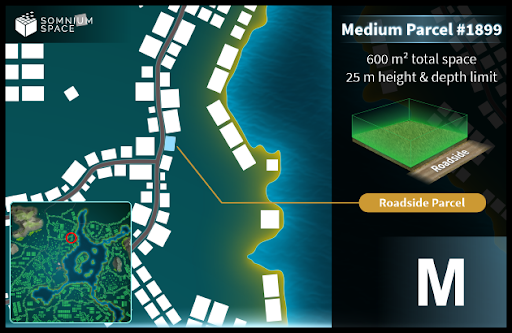 SOMNIUM
SPACE
Medium Parcel #1899
600 m² total space
25 m height & depth limit
Roadside
Roadside Parcel
M